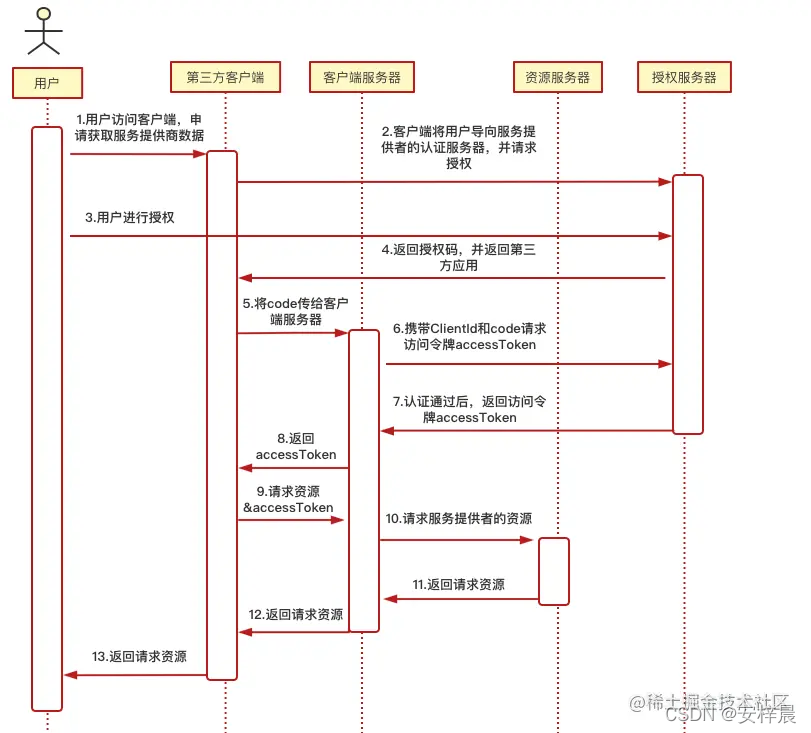 用户
第三方客户端
客户端服务器
资源服务器
授权服务器
1.用户访问客户端，申
请获取服务提供商数据
2.客户端将用户导向服务提
供者的认证服务器，并请求
授权
3.用户进行授权
4.返回授权码，并返回第三
方应用
5.将code传给客户
端服务器
6.携带ClientId和code请求
访问令牌accessToken
7.认证通过后，返回访问令
牌accessToken
8.返回
accessToken
9.请求资源
&accessToken
10.请求服务提供者的资源
11.返回请求资源
12.返回请求资源
13.返回请求资源
@稀土掘金技术社区
CSDN @安梓晨